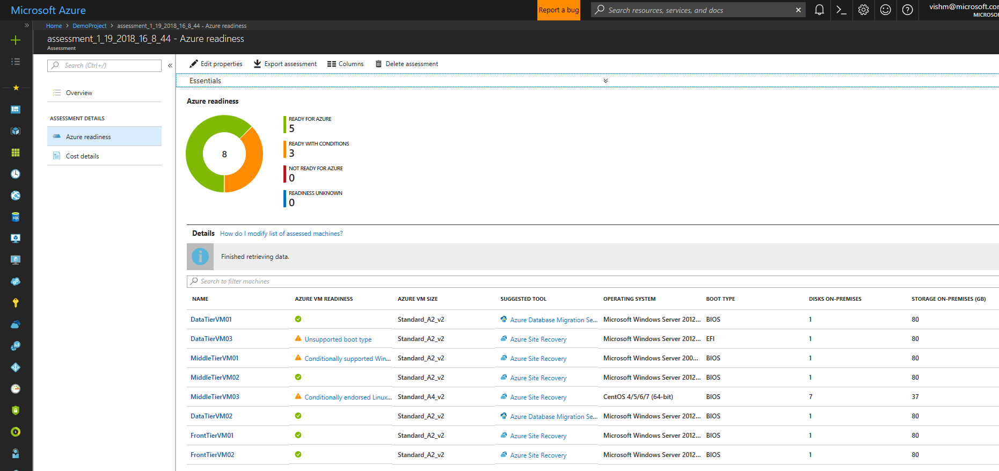 Microsoft Azure
Report a bug
Search resources, services, and docs
vishm@microsoft.con
MICROSOF
Home > DemoProject > assessment_1_19_2018_16_8_44 - Azure readiness
assessment_1_19_2018_16_8_44 - Azure readiness
Assessment
Search (Ctrl+/)
Overview
ASSESSMENT DETAILS
Azure readiness
Cost details
Edit properties Export assessment Columns Delete assessment
Essentials
Azure readiness
8
READY FOR AZURE
5
READY WITH CONDITIONS
3
NOT READY FOR AZURE
0
READINESS UNKNOWN
0
Details How do I modify list of assessed machines?
Finished retrieving data.
Search to filter machines
NAME AZURE VM READINESS AZURE VM SIZE SUGGESTED TOOL OPERATING SYSTEM BOOT TYPE DISKS ON-PREMISES STORAGE ON-PREMISES (GB)
DataTierVM01 Standard_A2_v2 Azure Database Migration Se... Microsoft Windows Server 2012... BIOS 1 80
DataTierVM03 Unsupported boot type Standard_A2_v2 Azure Site Recovery Microsoft Windows Server 2012... EFI 1 80
MiddleTierVM01 Conditionally supported Win... Standard_A2_v2 Azure Site Recovery Microsoft Windows Server 200... BIOS 1 80
MiddleTierVM02 Standard_A2_v2 Azure Site Recovery Microsoft Windows Server 2012... BIOS 1 80
MiddleTierVM03 Conditionally endorsed Linux... Standard_A4_v2 Azure Site Recovery CentOS 4/5/6/7 (64-bit) BIOS 7 37
DataTierVM02 Standard_A2_v2 Azure Database Migration Se... Microsoft Windows Server 2012... BIOS 1 80
FrontTierVM01 Standard_A2_v2 Azure Site Recovery Microsoft Windows Server 2012... BIOS 1 80
FrontTierVM02 Standard_A2_v2 Azure Site Recovery Microsoft Windows Server 2012... BIOS 1 80